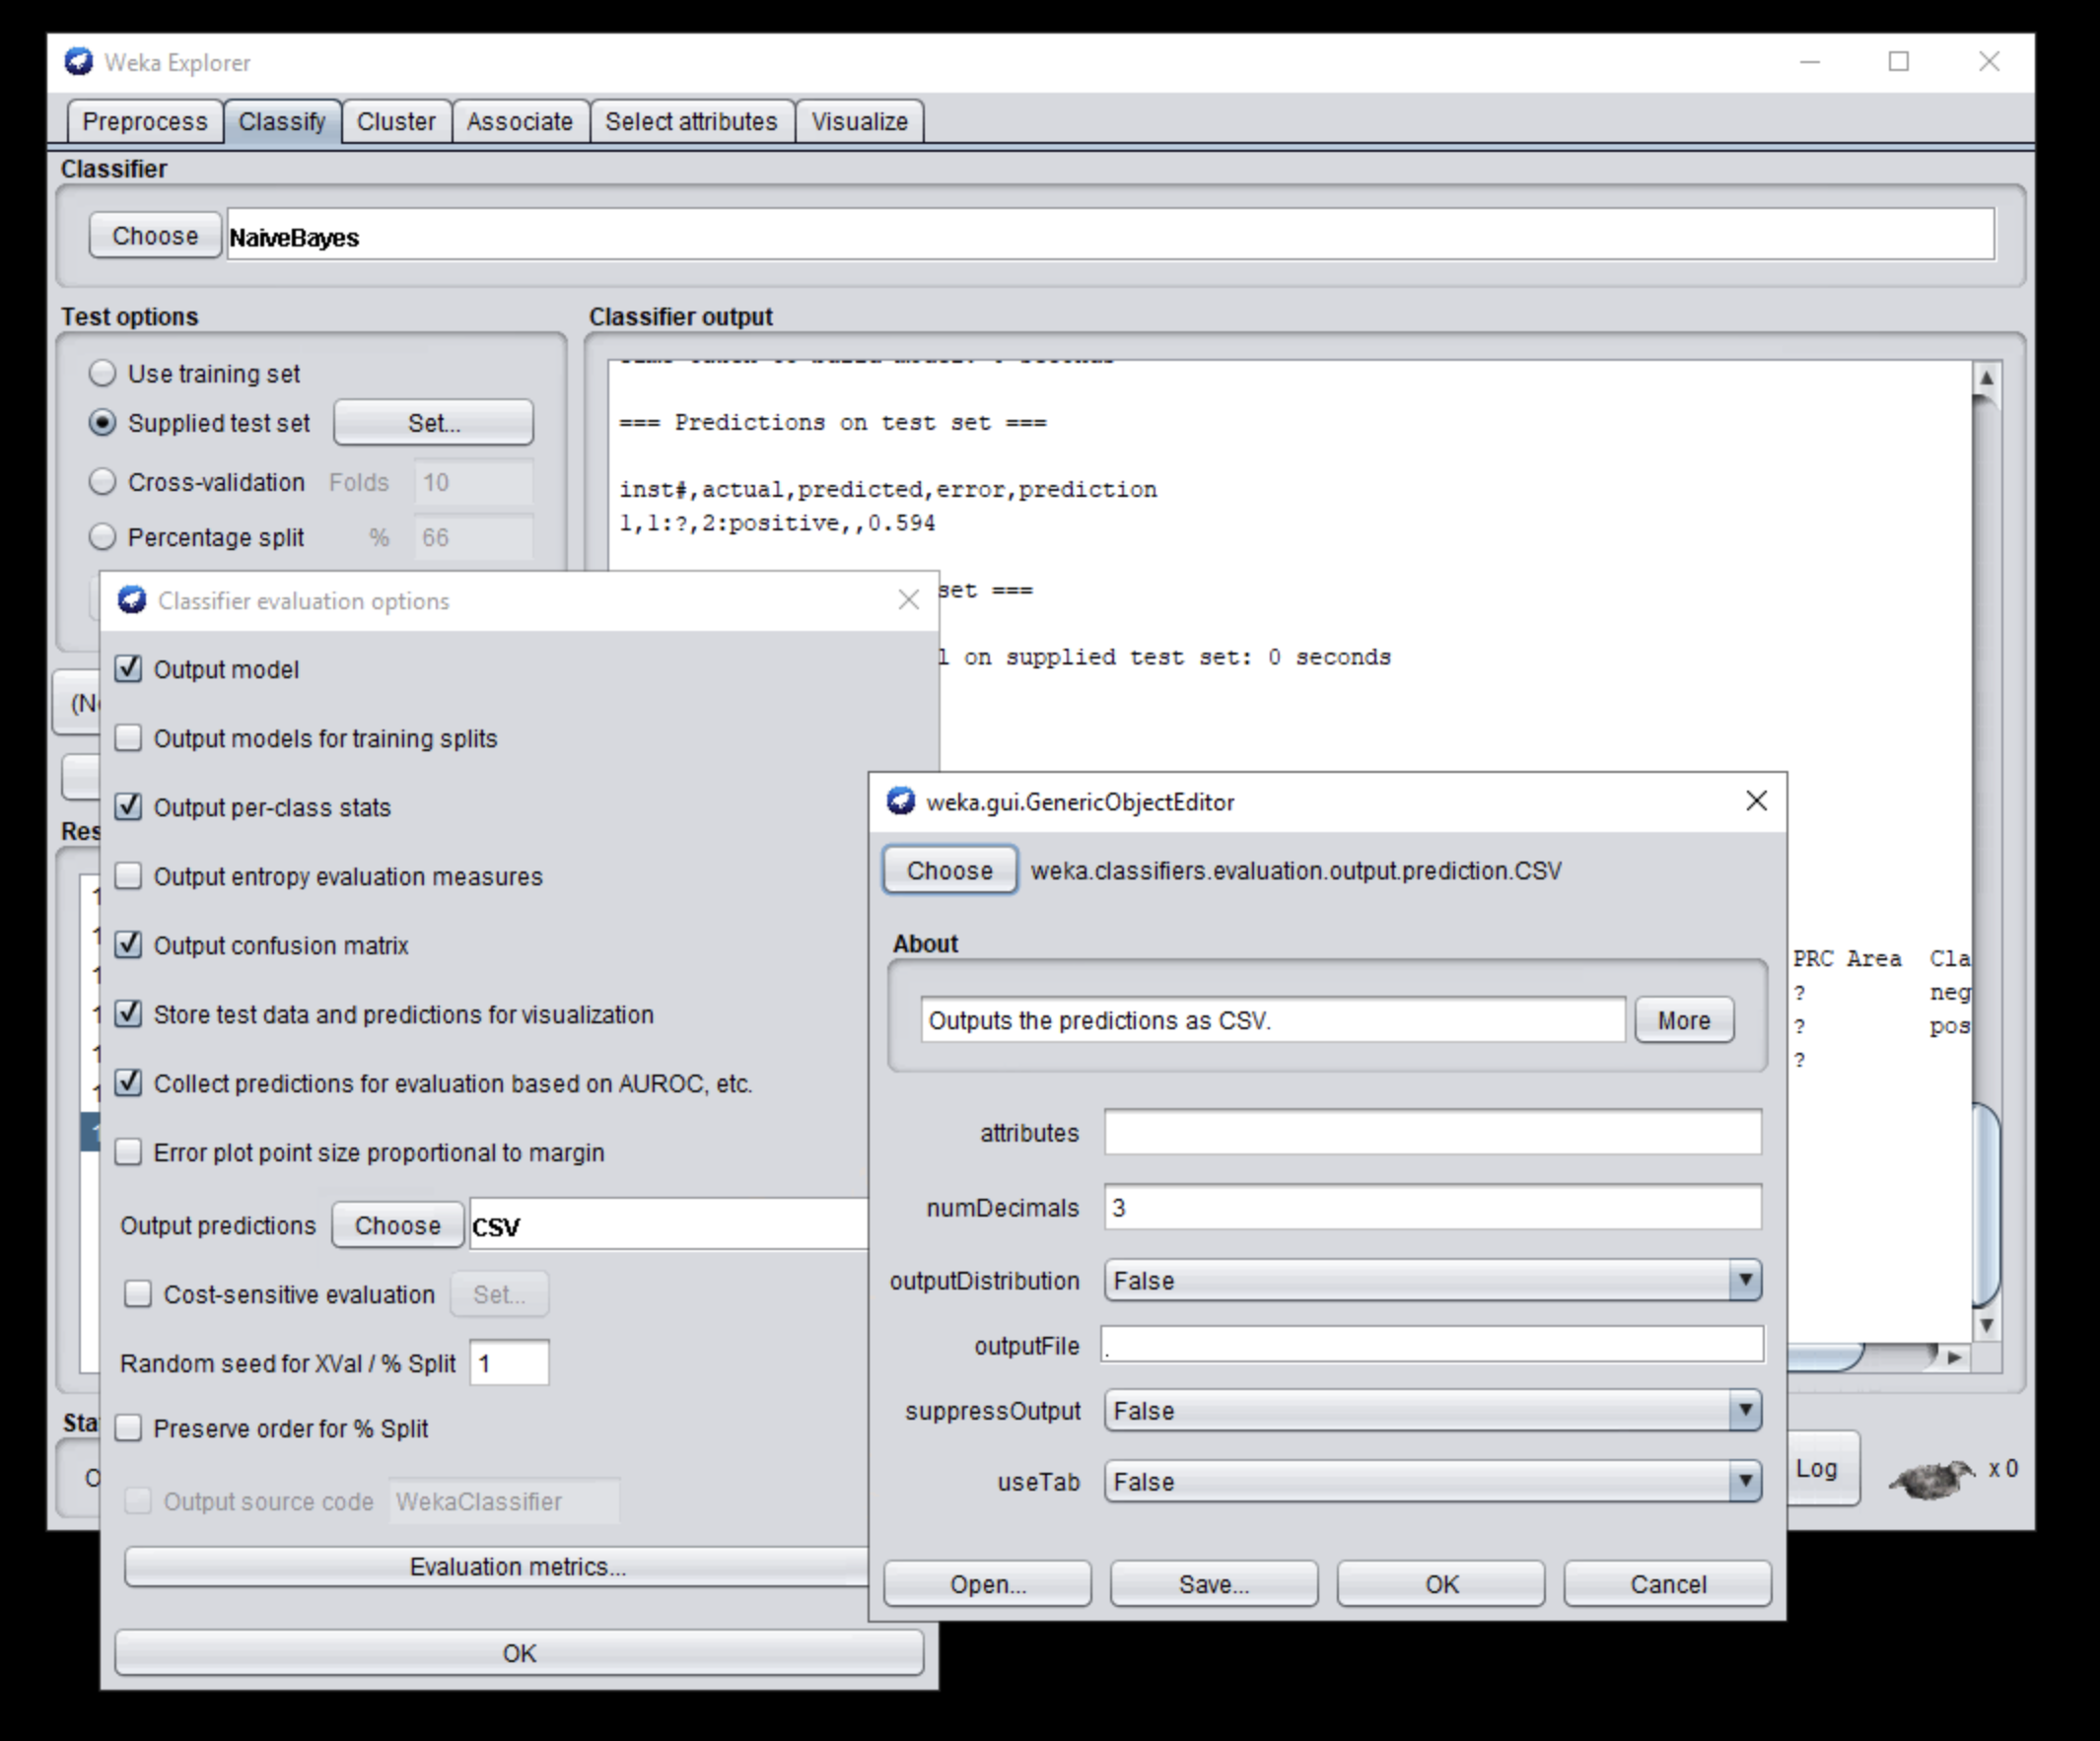 Weka Explorer
Preprocess Classify Cluster Associate Select attributes Visualize
Classifier
Choose NaiveBayes
Test options
Use training set
Supplied test set Set...
Cross-validation Folds 10
Percentage split % 66
Classifier output
=== Predictions on test set ===
inst#,actual,predicted,error,prediction
1,1:?,2:positive,,0.594
set ===
l on supplied test set: 0 seconds
PRC Area Cla
? neg
? pos
?
(N
Res
Sta
Log x 0
Classifier evaluation options
Output model
Output models for training splits
Output per-class stats
Output entropy evaluation measures
Output confusion matrix
Store test data and predictions for visualization
Collect predictions for evaluation based on AUROC, etc.
Error plot point size proportional to margin
Output predictions Choose CSV
Cost-sensitive evaluation Set...
Random seed for XVal / % Split 1
Preserve order for % Split
Output source code WekaClassifier
Evaluation metrics...
OK
weka.gui.GenericObjectEditor
Choose weka.classifiers.evaluation.output.prediction.CSV
About
Outputs the predictions as CSV. More
attributes
numDecimals 3
outputDistribution False
outputFile .
suppressOutput False
useTab False
Open... Save... OK Cancel